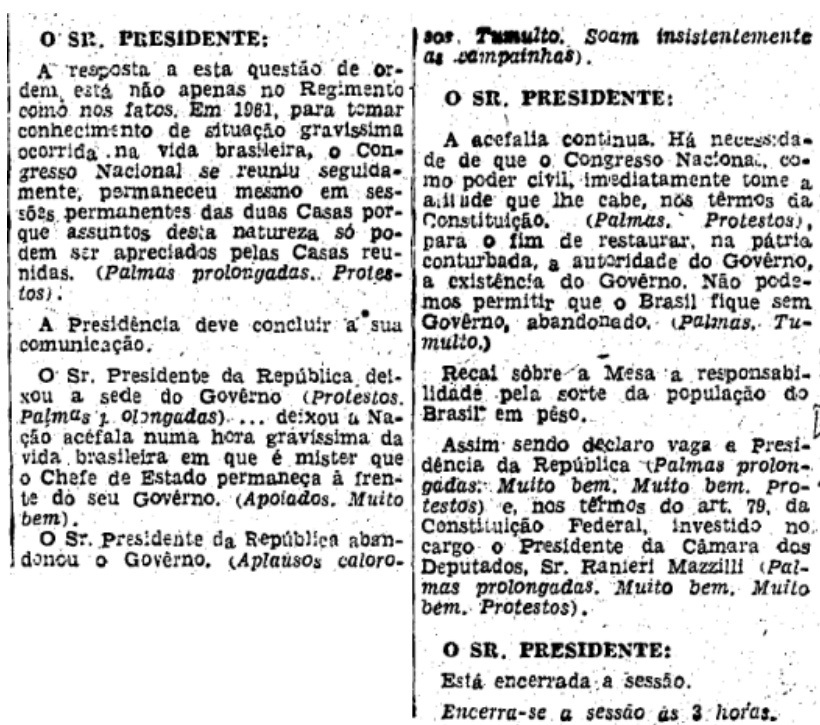 O SR. PRESIDENTE:
A resposta a esta questão de or-
dem está não apenas no Regimento
como nos fatos. Em 1961, para tomar
conhecimento de situação gravíssima
ocorrida na vida brasileira, o Con-
gresso Nacional se reuniu seguida-
mente, permaneceu mesmo em ses-
sões permanentes das duas Casas por-
que assuntos desta natureza só po-
dem ser apreciados pelas Casas reu-
nidas. (Palmas prolongadas. Protes-
tos).
A Presidência deve concluir a sua
comunicação.
O Sr. Presidente da República dei-
xou a sede do Govêrno (Protestos.
Palmas prolongadas) ... deixou a Na-
ção acéfala numa hora gravíssima da
vida brasileira em que é mister que
o Chefe de Estado permaneça à fren-
te do seu Govêrno. (Apoiados. Muito
bem).
O Sr. Presidente da República aban-
donou o Govêrno. (Aplausos caloro-
sos. Tumulto. Soam insistentemente
as campainhas).
O SR. PRESIDENTE:
A acefalia continua. Há necessida-
de de que o Congresso Nacional, co-
mo poder civil, imediatamente tome a
atitude que lhe cabe, nos têrmos da
Constituição. (Palmas. Protestos),
para o fim de restaurar, na pátria
conturbada, a autoridade do Govêrno,
a existência do Govêrno. Não pode-
mos permitir que o Brasil fique sem
Govêrno, abandonado. (Palmas. Tu-
multo.)
Recai sôbre a Mesa a responsabi-
lidade pela sorte da população do
Brasil em pêso.
Assim sendo declaro vaga a Presi-
dência da República (Palmas prolon-
gadas. Muito bem. Muito bem. Pro-
testos) e, nos têrmos do art. 79, da
Constituição Federal, investido no
cargo o Presidente da Câmara dos
Deputados, Sr. Ranieri Mazzilli (Pal-
mas prolongadas. Muito bem. Muito
bem. Protestos).
O SR. PRESIDENTE:
Está encerrada a sessão.
Encerra-se a sessão às 3 horas.